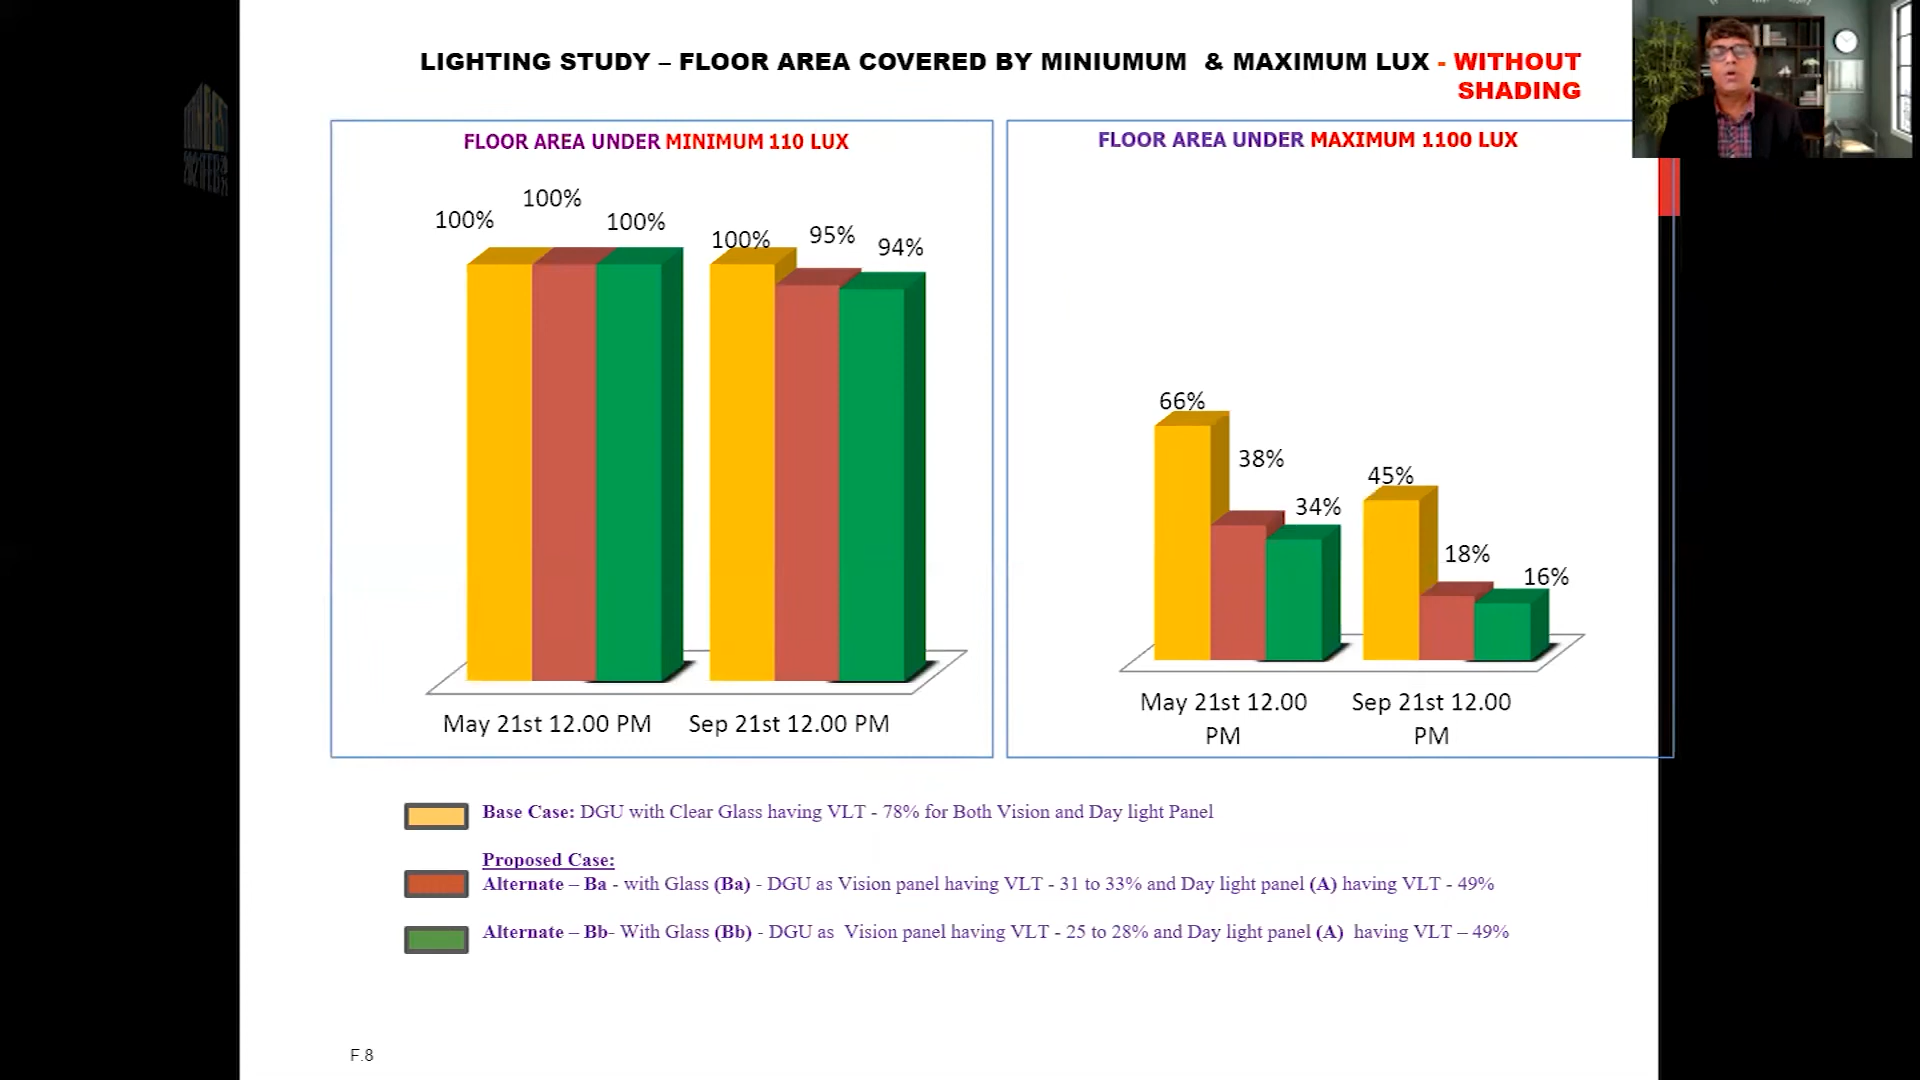 LIGHTING STUDY – FLOOR AREA COVERED BY MINIUMUM & MAXIMUM LUX - WITHOUT
SHADING
FLOOR AREA UNDER MINIMUM 110 LUX
100%
100%
100%
100%
95%
94%
May 21st 12.00 PM
Sep 21st 12.00 PM
FLOOR AREA UNDER MAXIMUM 1100 LUX
66%
38%
34%
45%
18%
16%
May 21st 12.00
PM
Sep 21st 12.00
PM
Base Case: DGU with Clear Glass having VLT - 78% for Both Vision and Day light Panel
Proposed Case:
Alternate – Ba - with Glass (Ba) - DGU as Vision panel having VLT - 31 to 33% and Day light panel (A) having VLT - 49%
Alternate – Bb- With Glass (Bb) - DGU as Vision panel having VLT - 25 to 28% and Day light panel (A) having VLT – 49%
F.8